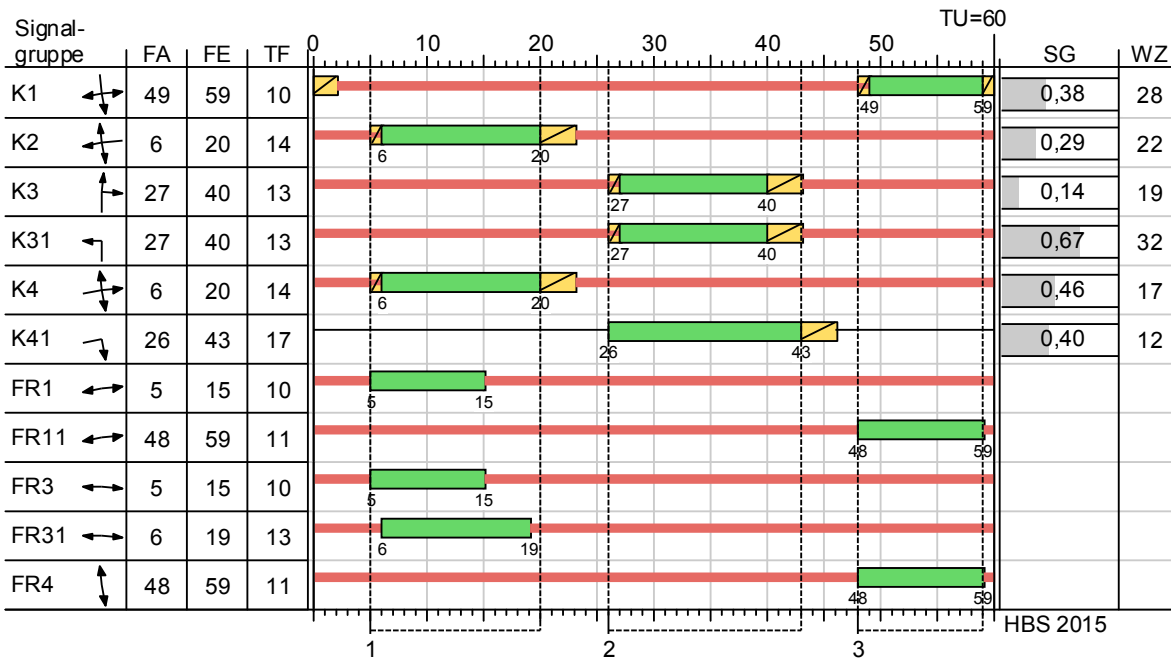 TU=60
Signal-
gruppe FA FE TF 0 10 20 30 40 50 SG WZ
K1 49 59 10 0,38 28
49 59
K2 6 20 14 0,29 22
6 20
K3 27 40 13 0,14 19
27 40
K31 27 40 13 0,67 32
27 40
K4 6 20 14 0,46 17
6 20
K41 26 43 17 0,40 12
26 43
FR1 5 15 10
5 15
FR11 48 59 11
48 59
FR3 5 15 10
5 15
FR31 6 19 13
6 19
FR4 48 59 11
48 59
HBS 2015
1 2 3